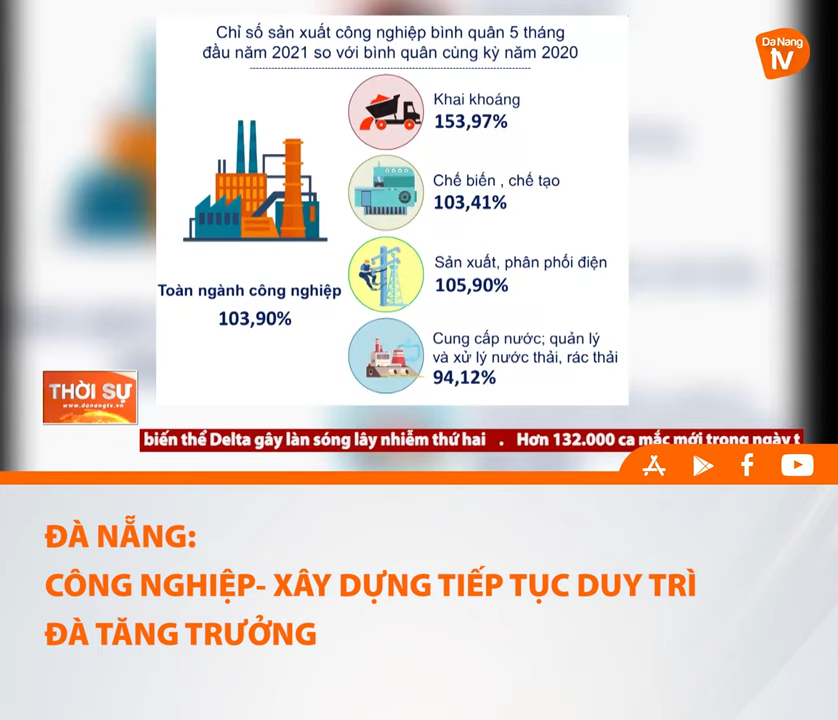 Chỉ số sản xuất công nghiệp bình quân 5 tháng
đầu năm 2021 so với bình quân cùng kỳ năm 2020
Da Nang
TV
Khai khoáng
153,97%
Chế biến , chế tạo
103,41%
Sản xuất, phân phối điện
105,90%
Toàn ngành công nghiệp
103,90%
Cung cấp nước; quản lý
và xử lý nước thải, rác thải
94,12%
THỜI SỰ
www.danangtv.vn
biến thể Delta gây làn sóng lây nhiễm thứ hai . Hơn 132.000 ca mắc mới trong ngày t
ĐÀ NẴNG:
CÔNG NGHIỆP- XÂY DỰNG TIẾP TỤC DUY TRÌ
ĐÀ TĂNG TRƯỞNG